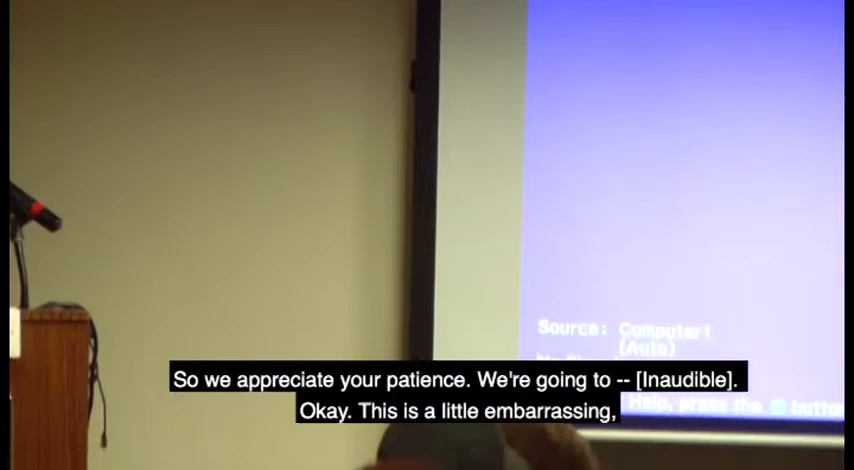 Source: Computer1
(Auto)
Help, press the button
So we appreciate your patience. We're going to -- [Inaudible].
Okay. This is a little embarrassing,